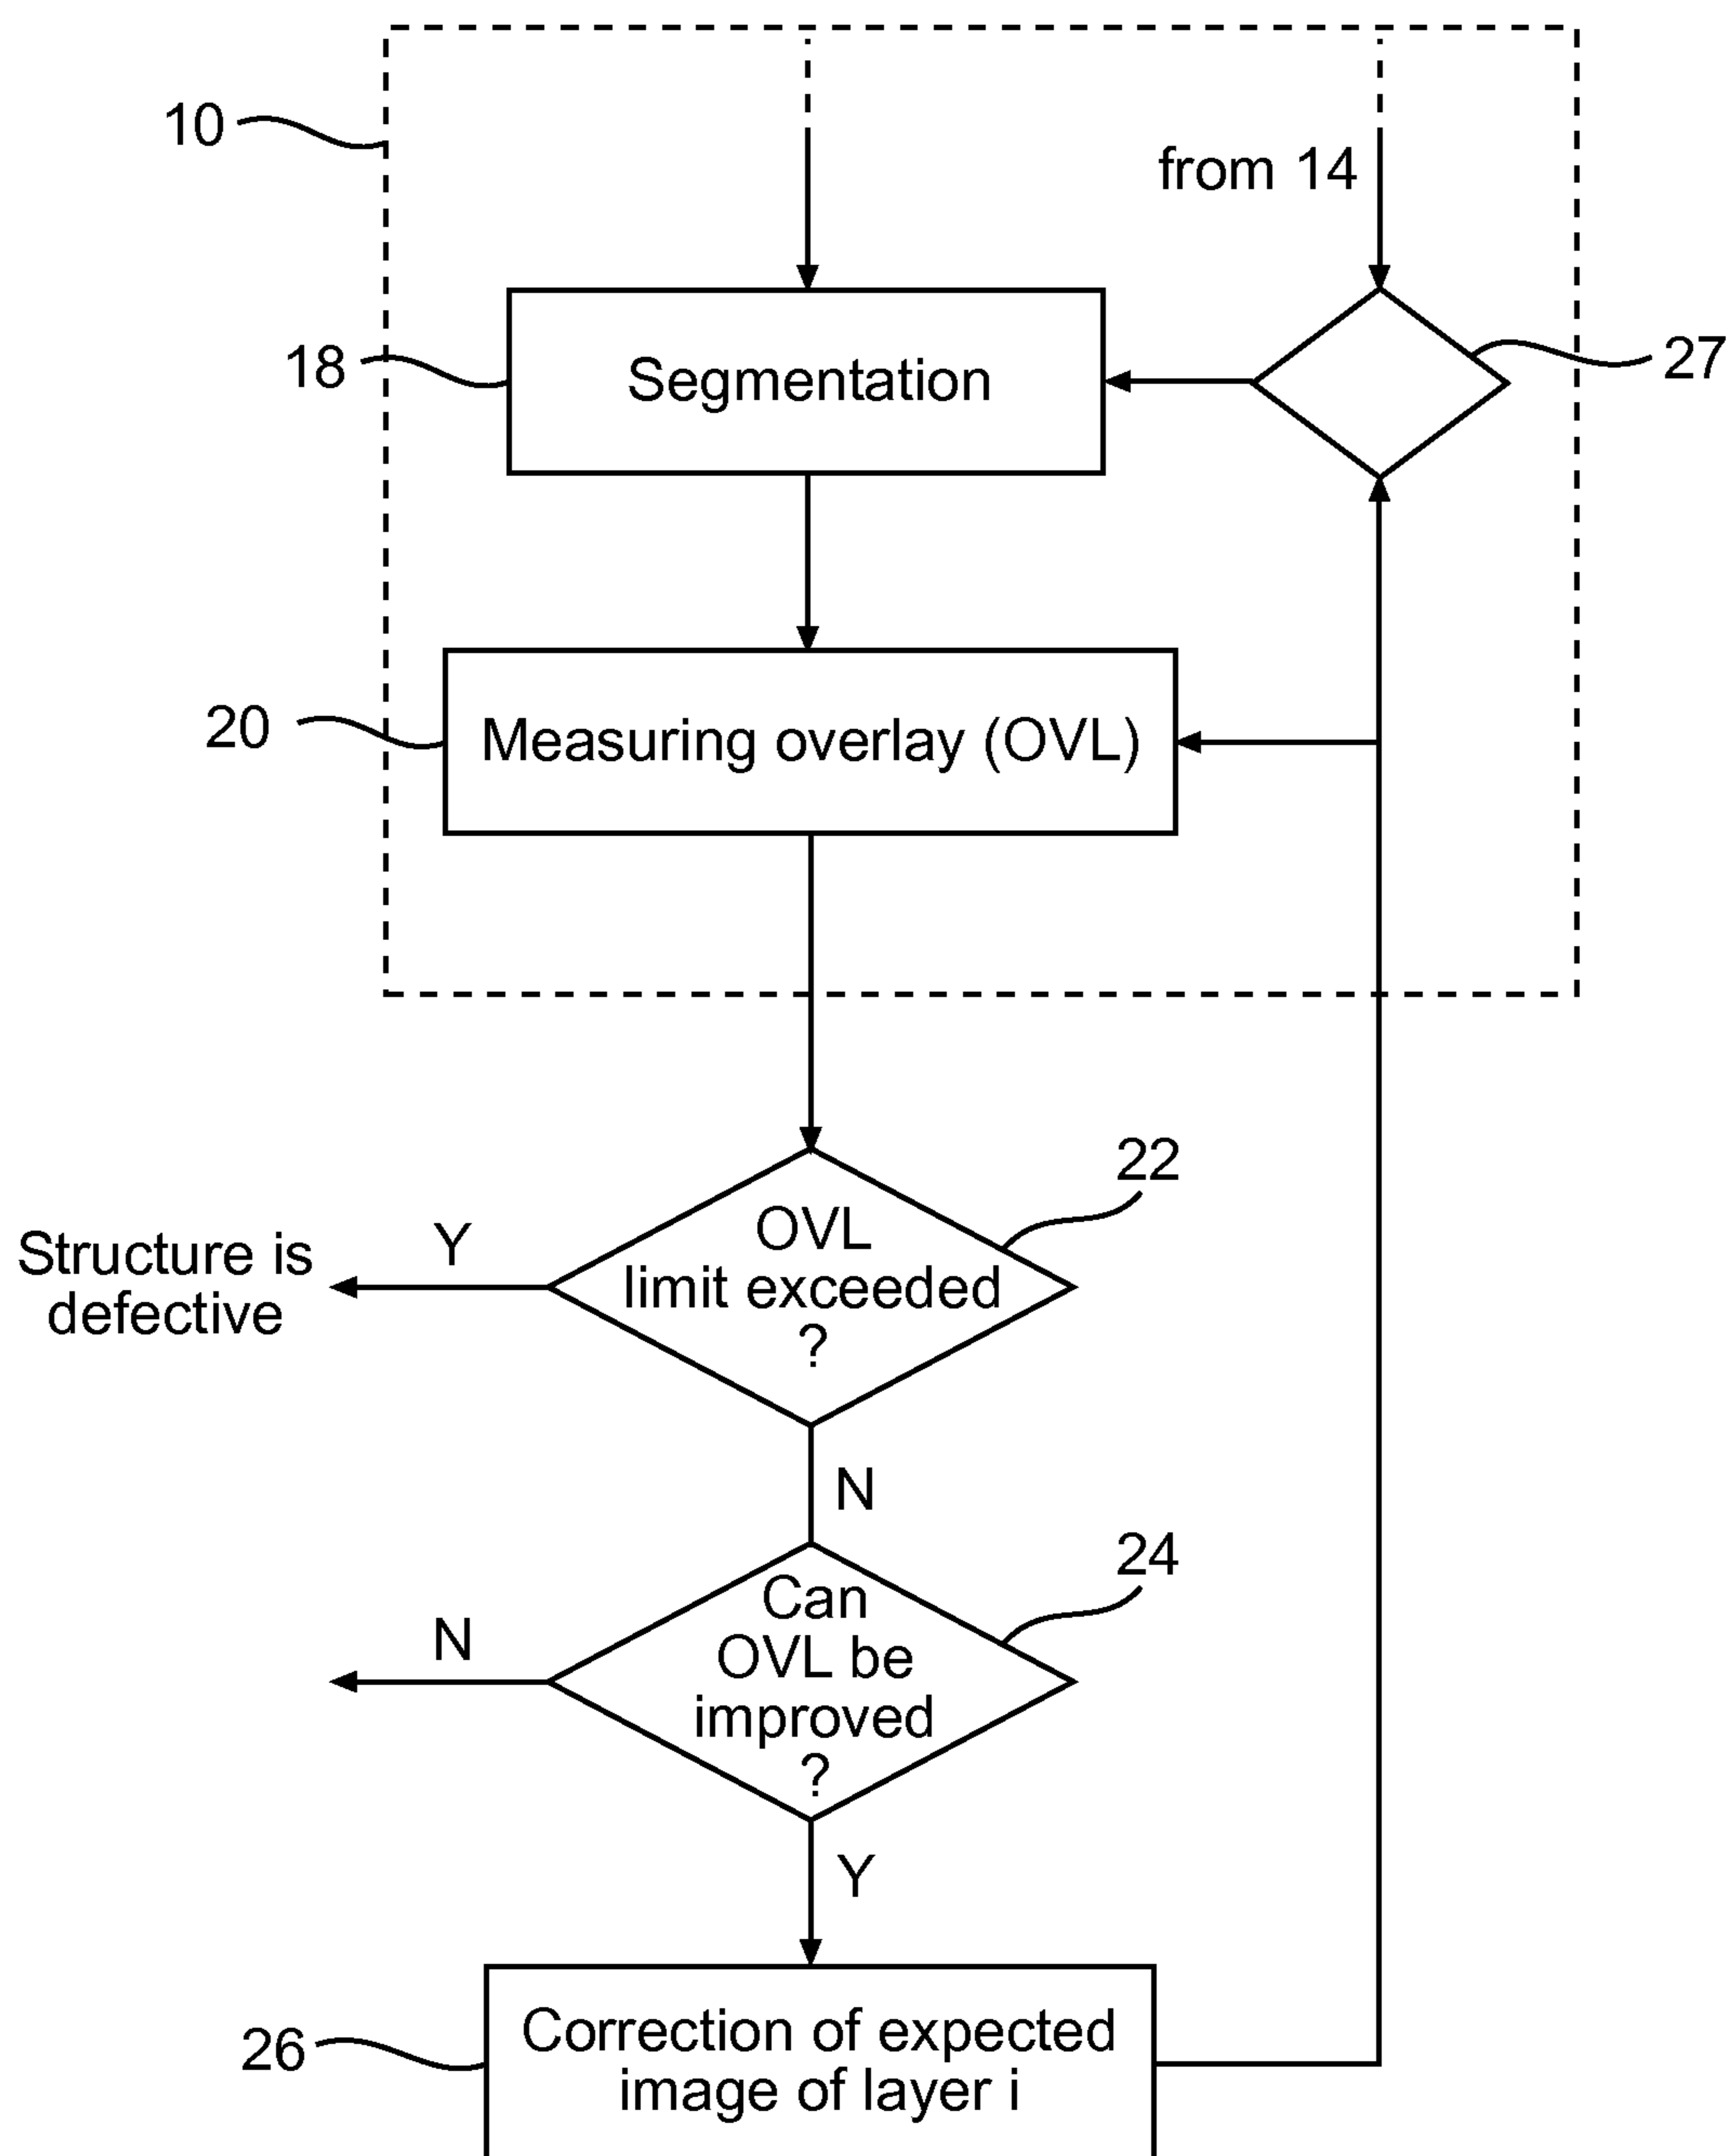 10
from 14
18
Segmentation
27
20
Measuring overlay (OVL)
22
Structure is
defective
Y
OVL
limit exceeded
?
N
24
N
Can
OVL be
improved
?
Y
26
Correction of expected
image of layer i